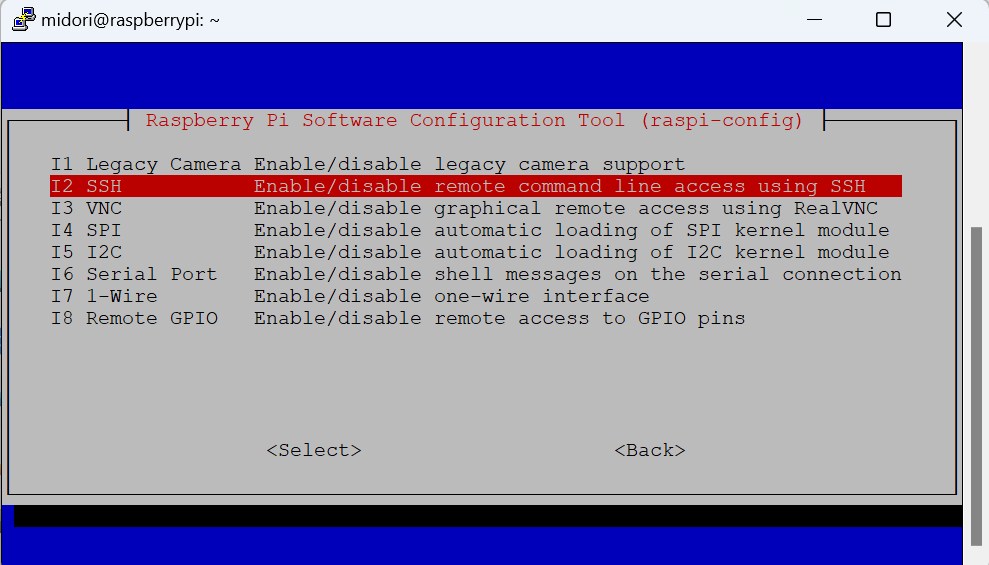 midori@raspberrypi: ~
Raspberry Pi Software Configuration Tool (raspi-config)
I1 Legacy Camera Enable/disable legacy camera support
I2 SSH Enable/disable remote command line access using SSH
I3 VNC Enable/disable graphical remote access using RealVNC
I4 SPI Enable/disable automatic loading of SPI kernel module
I5 I2C Enable/disable automatic loading of I2C kernel module
I6 Serial Port Enable/disable shell messages on the serial connection
I7 1-Wire Enable/disable one-wire interface
I8 Remote GPIO Enable/disable remote access to GPIO pins
<Select> <Back>